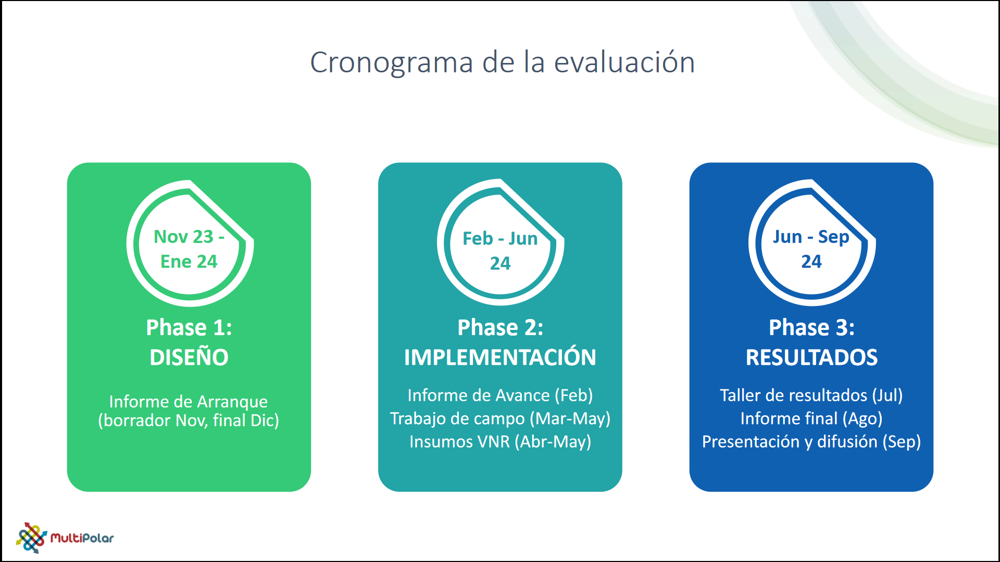 Cronograma de la evaluación
Nov 23 -
Ene 24
Phase 1:
DISEÑO
Informe de Arranque
(borrador Nov, final Dic)
Feb - Jun
24
Phase 2:
IMPLEMENTACIÓN
Informe de Avance (Feb)
Trabajo de campo (Mar-May)
Insumos VNR (Abr-May)
Jun - Sep
24
Phase 3:
RESULTADOS
Taller de resultados (Jul)
Informe final (Ago)
Presentación y difusión (Sep)
MultiPolar